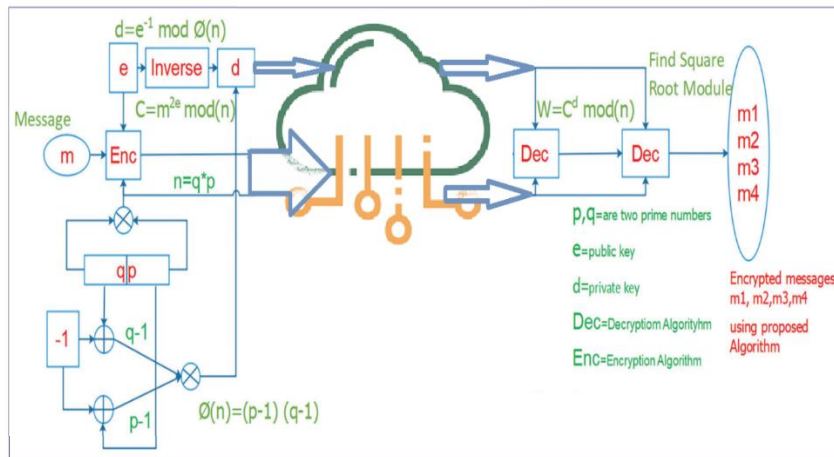 d=e⁻¹ mod Ø(n)
e
Inverse
d
Find Square
Root Module
C=m²ᵉ mod(n)
W=Cᵈ mod(n)
Message
m
Enc
Dec
Dec
m1
m2
m3
m4
n=q*p
q p
-1
q-1
p-1
Ø(n)=(p-1) (q-1)
p,q=are two prime numbers
e=public key
d=private key
Dec=Decryptiom Algorityhm
Enc=Encryption Algorithm
Encrypted messages
m1, m2,m3,m4
using proposed
Algorithm